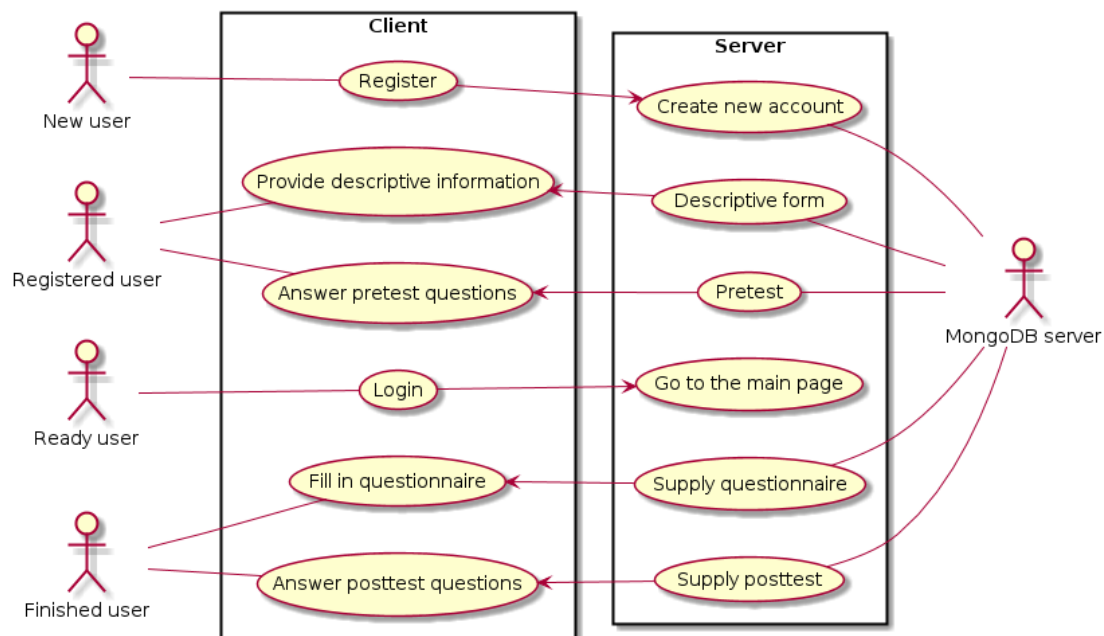 Client
Server
New user
Register
Create new account
Registered user
Provide descriptive information
Descriptive form
Answer pretest questions
Pretest
MongoDB server
Ready user
Login
Go to the main page
Finished user
Fill in questionnaire
Supply questionnaire
Answer posttest questions
Supply posttest